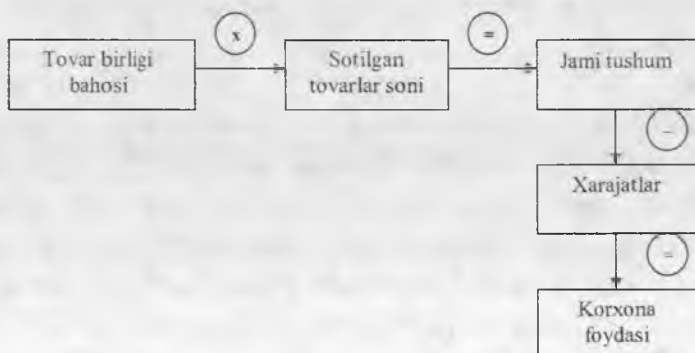 x
=
Tovar birligi
bahosi
Sotilgan
tovarlar soni
Jami tushum
–
Xarajatlar
=
Korxona
foydasi